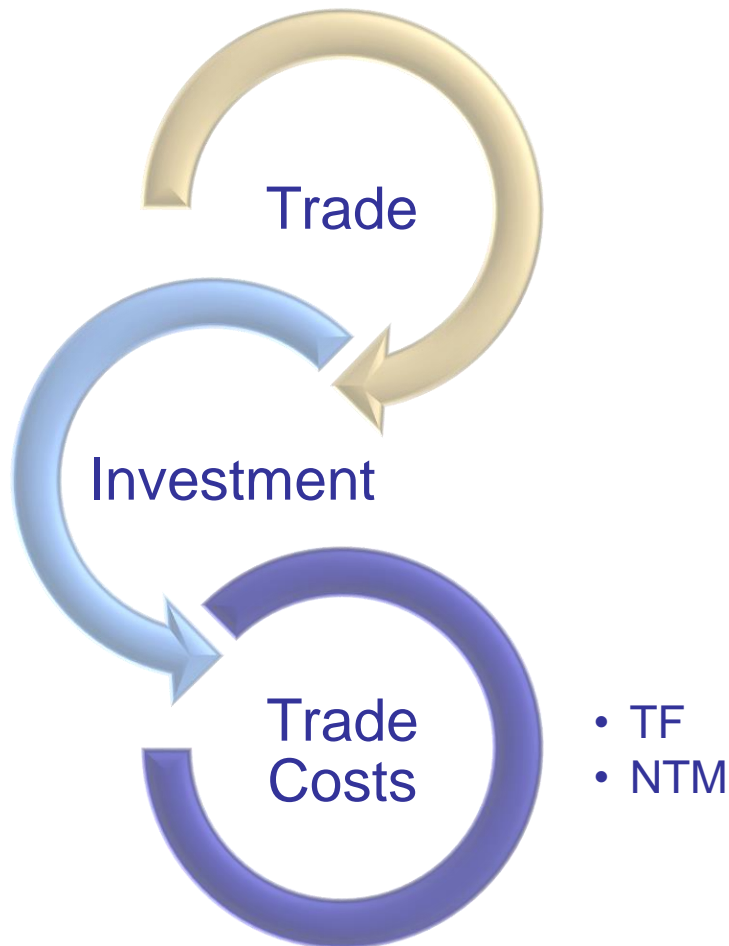 Trade
Investment
Trade
Costs
• TF
• NTM